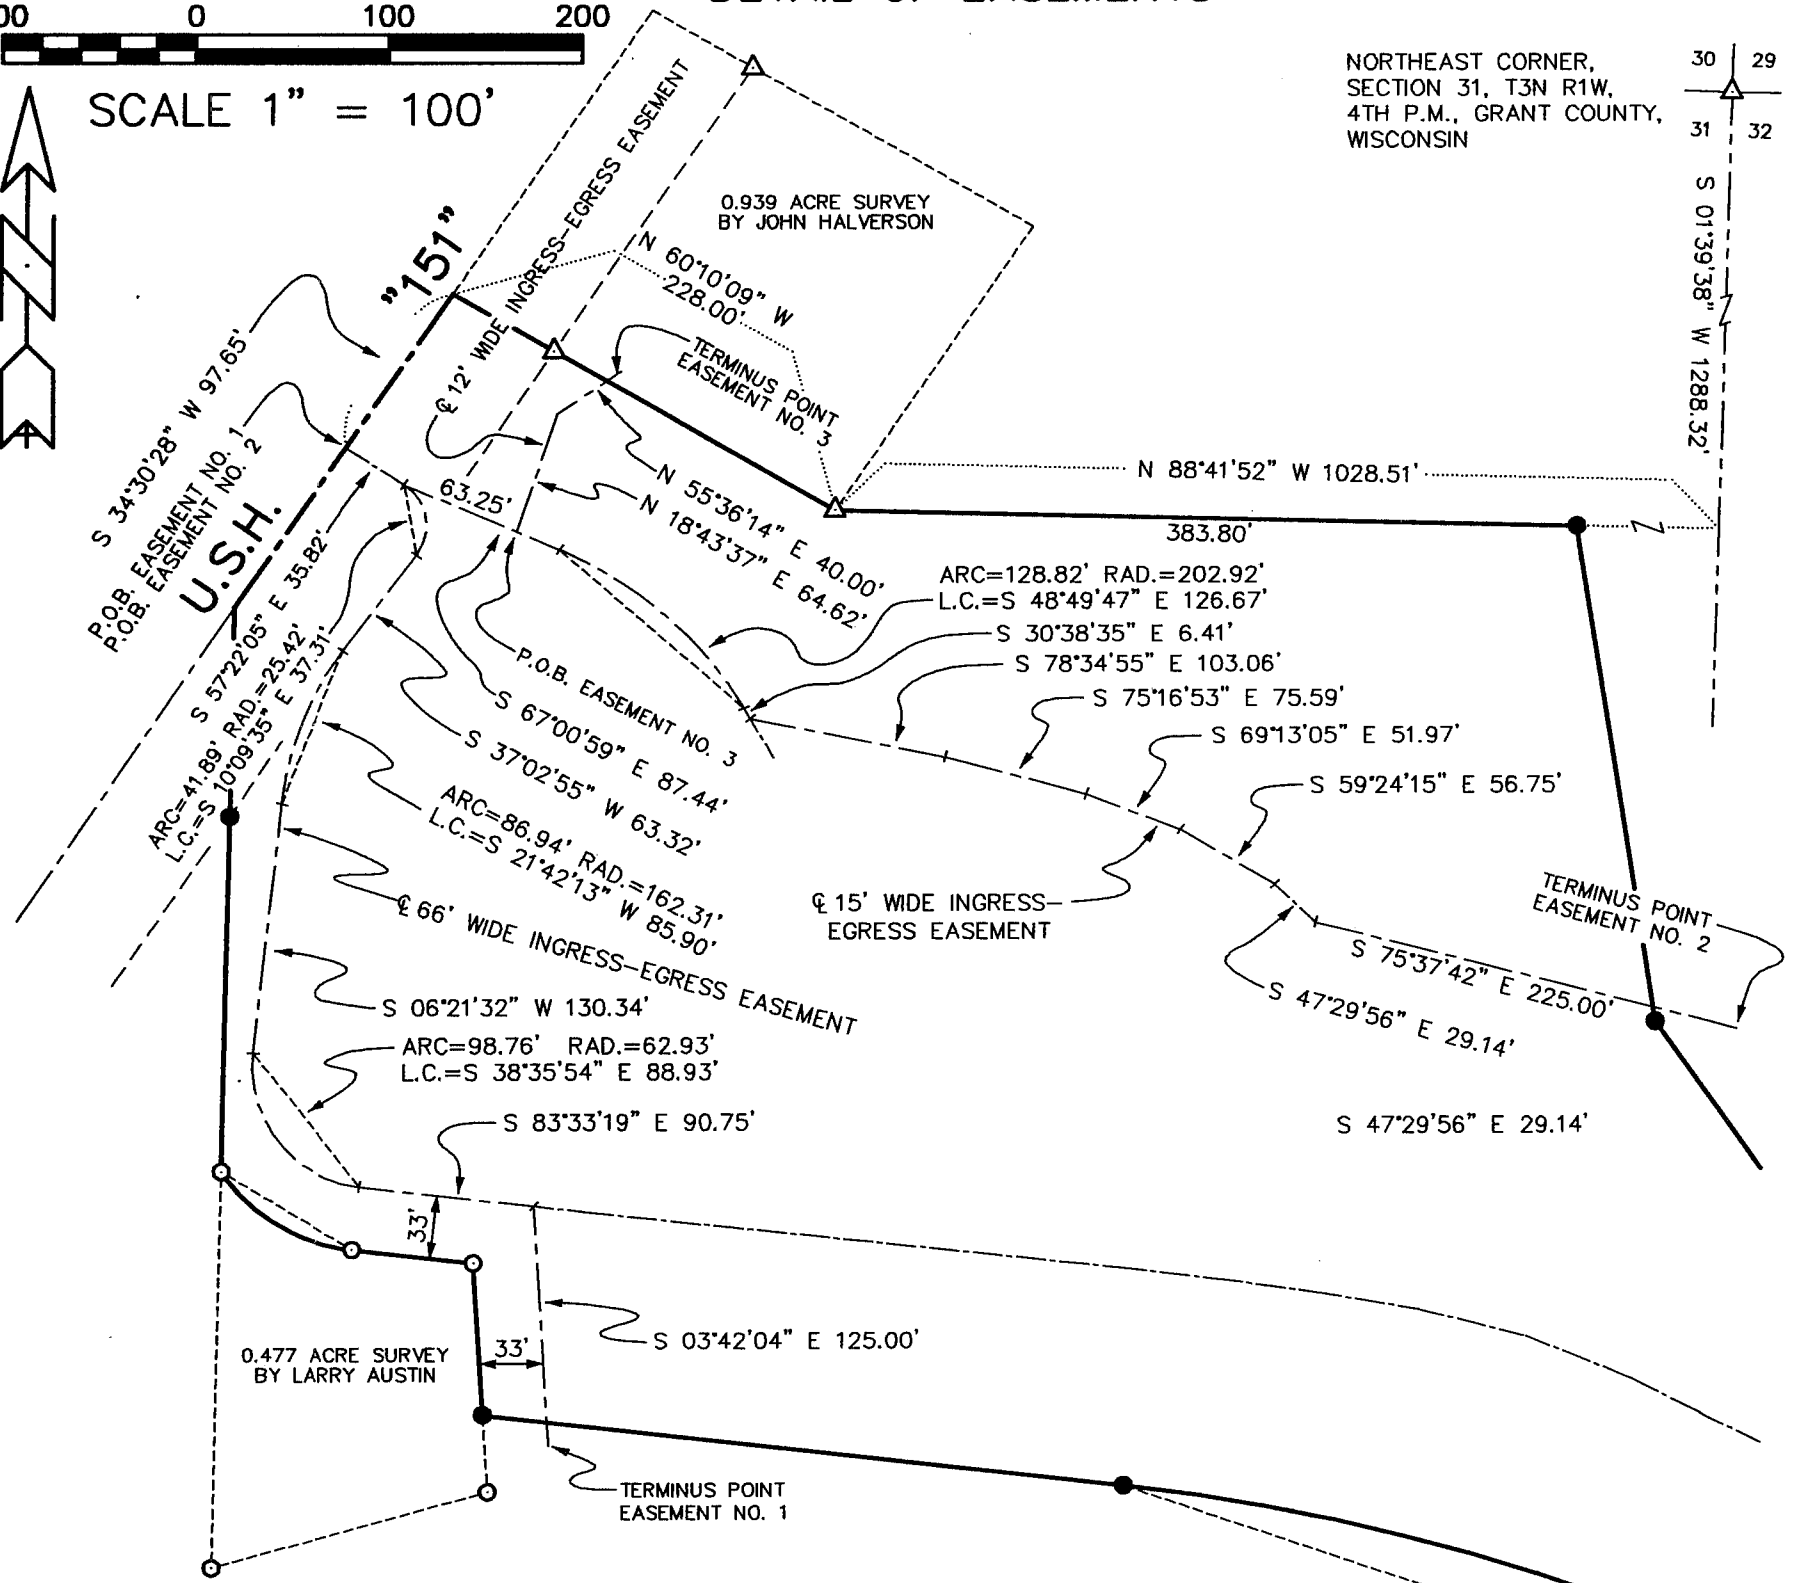 0 100 200
SCALE 1" = 100'
NORTHEAST CORNER,
SECTION 31, T3N R1W,
4TH P.M., GRANT COUNTY,
WISCONSIN
30 29
31 32
S 01°39'38" W 1288.32'
0.939 ACRE SURVEY
BY JOHN HALVERSON
℄ 12' WIDE INGRESS-EGRESS EASEMENT
"151"
U.S.H.
N 60°10'09" W
228.00'
TERMINUS POINT
EASEMENT NO. 3
S 34°30'28" W 97.65'
P.O.B. EASEMENT NO. 1
P.O.B. EASEMENT NO. 2
63.25'
N 55°36'14" E 40.00'
N 18°43'37" E 64.62'
N 88°41'52" W 1028.51'
383.80'
ARC=128.82' RAD.=202.92'
L.C.=S 48°49'47" E 126.67'
S 30°38'35" E 6.41'
S 78°34'55" E 103.06'
S 75°16'53" E 75.59'
S 69°13'05" E 51.97'
S 59°24'15" E 56.75'
S 57°22'05" E 35.82'
ARC=41.89' RAD.=25.42'
L.C.=S 10°09'35" E 37.31'
P.O.B. EASEMENT NO. 3
S 67°00'59" E 87.44'
S 37°02'55" W 63.32'
ARC=86.94' RAD.=162.31'
L.C.=S 21°42'13" W 85.90'
℄ 66' WIDE INGRESS-EGRESS EASEMENT
℄ 15' WIDE INGRESS-
EGRESS EASEMENT
TERMINUS POINT
EASEMENT NO. 2
S 75°37'42" E 225.00'
S 47°29'56" E 29.14'
S 06°21'32" W 130.34'
ARC=98.76' RAD.=62.93'
L.C.=S 38°35'54" E 88.93'
S 83°33'19" E 90.75'
S 47°29'56" E 29.14'
33'
33'
S 03°42'04" E 125.00'
0.477 ACRE SURVEY
BY LARRY AUSTIN
TERMINUS POINT
EASEMENT NO. 1